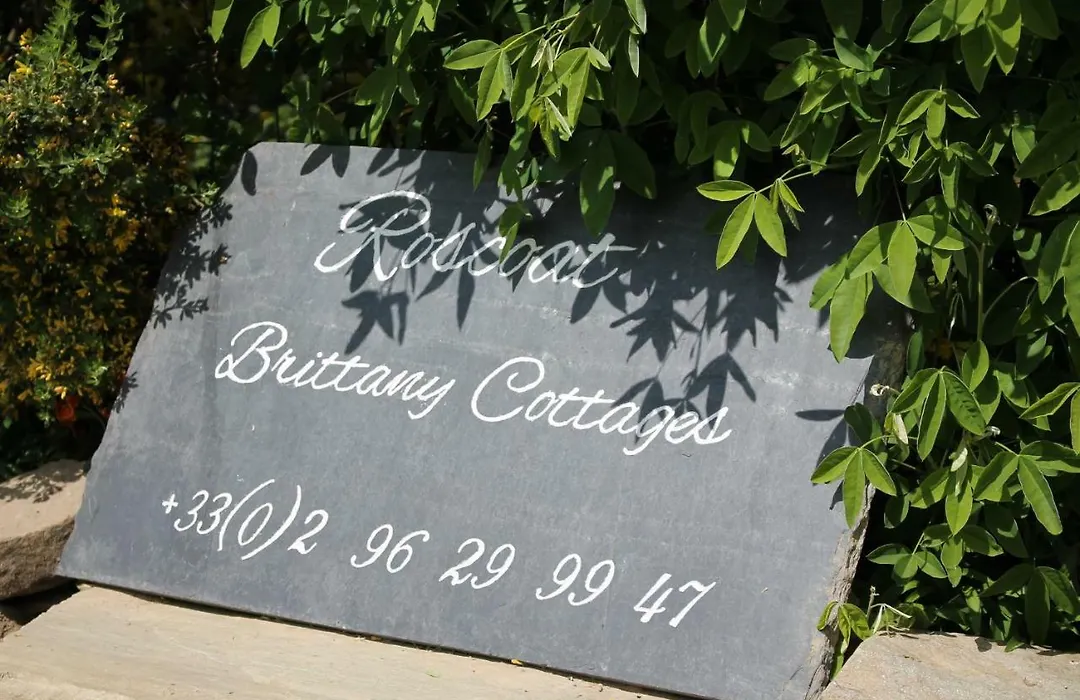 Roscoat
Brittany Cottages
+33(0)2 96 29 99 47